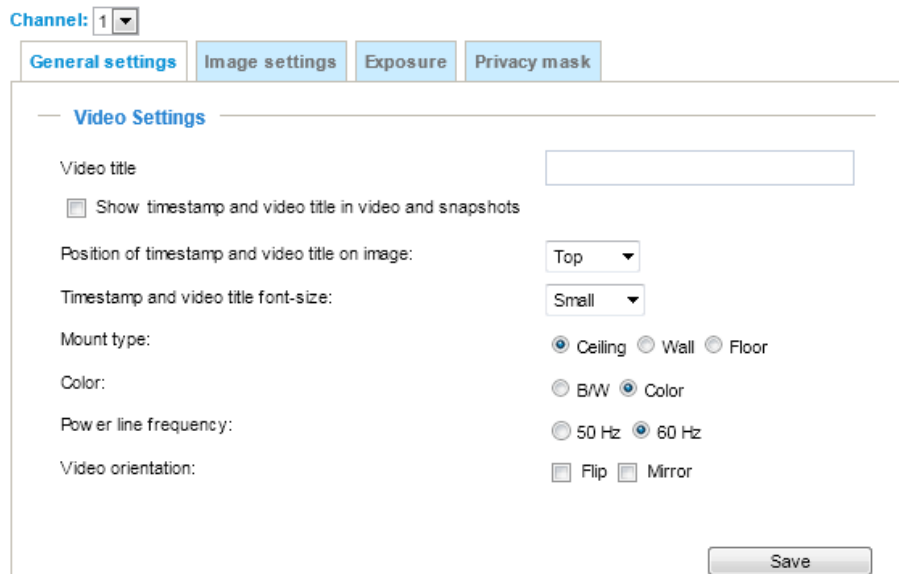 Channel: 1
General settings Image settings Exposure Privacy mask
Video Settings
Video title
Show timestamp and video title in video and snapshots
Position of timestamp and video title on image: Top
Timestamp and video title font-size: Small
Mount type: Ceiling Wall Floor
Color: B/W Color
Power line frequency: 50 Hz 60 Hz
Video orientation: Flip Mirror
Save